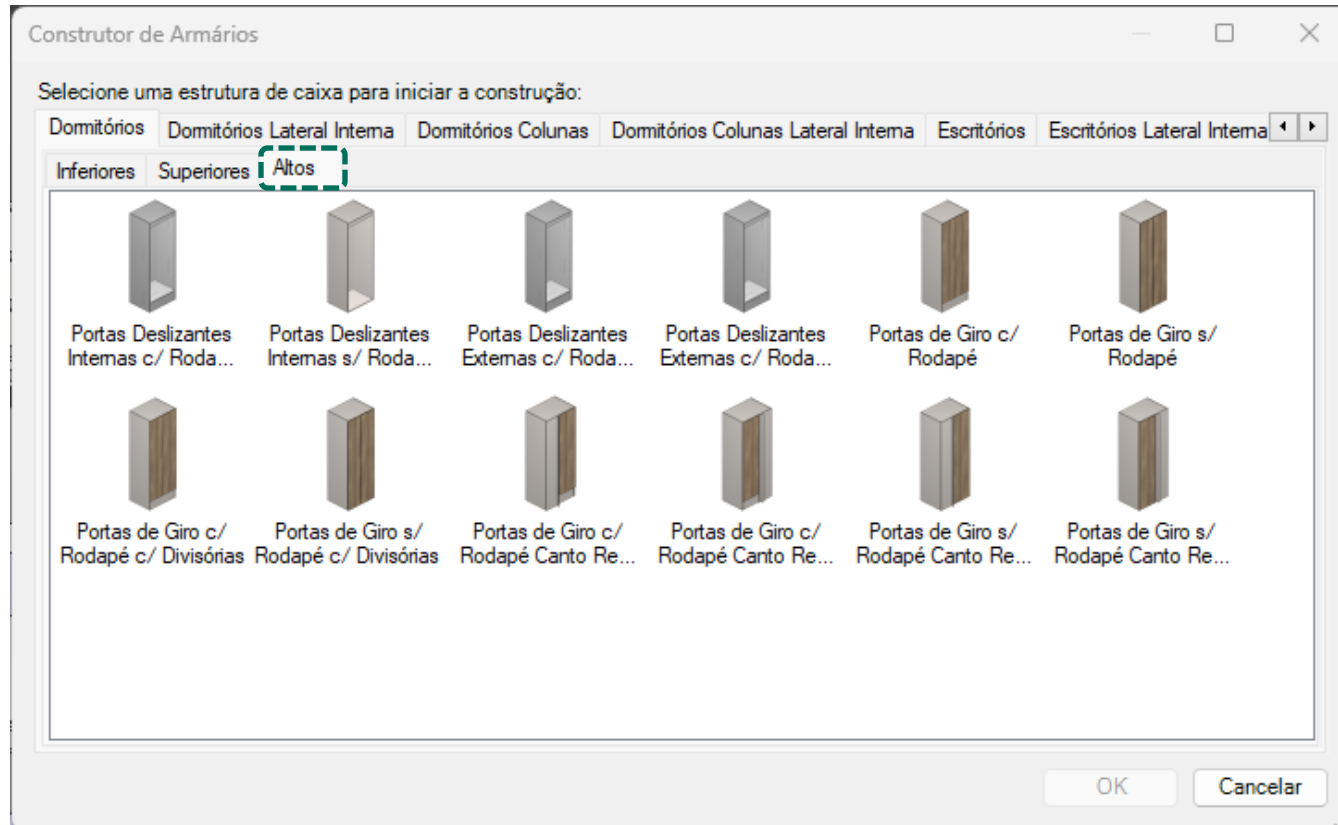 Construtor de Armários
Selecione uma estrutura de caixa para iniciar a construção:
Dormitórios Dormitórios Lateral Interna Dormitórios Colunas Dormitórios Colunas Lateral Interna Escritórios Escritórios Lateral Interna
Inferiores Superiores Altos
Portas Deslizantes Portas Deslizantes Portas Deslizantes Portas Deslizantes Portas de Giro c/ Portas de Giro s/
Internas c/ Roda... Internas s/ Roda... Externas c/ Roda... Externas c/ Roda... Rodapé Rodapé
Portas de Giro c/ Portas de Giro s/ Portas de Giro c/ Portas de Giro c/ Portas de Giro s/ Portas de Giro s/
Rodapé c/ Divisórias Rodapé c/ Divisórias Rodapé Canto Re... Rodapé Canto Re... Rodapé Canto Re... Rodapé Canto Re...
OK Cancelar